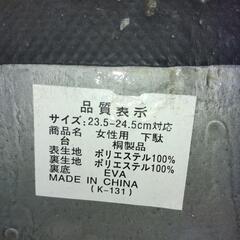 品質表示
サイズ:23.5-24.5cm対応
商品名 女性用 下駄
台 桐製品
表生地 ポリエステル100%
裏生地 ポリエステル100%
裏底 EVA
MADE IN CHINA
(K-131)